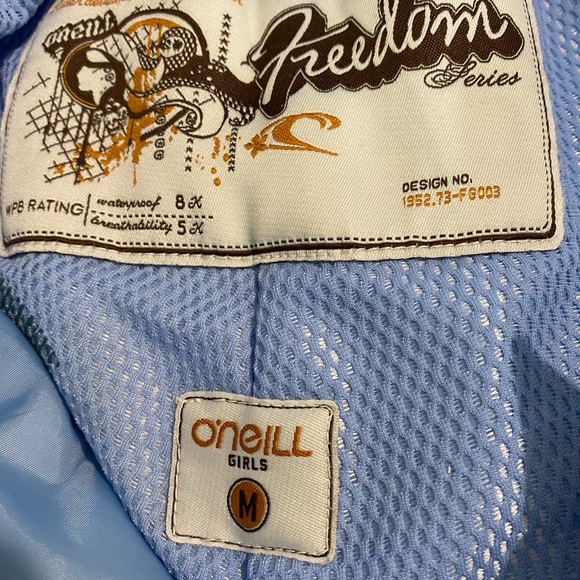 Freedom
Series
DESIGN NO.
1952.73-FG003
WPB RATING
waterproof 8K
breathability 5K
O'NEILL
GIRLS
M